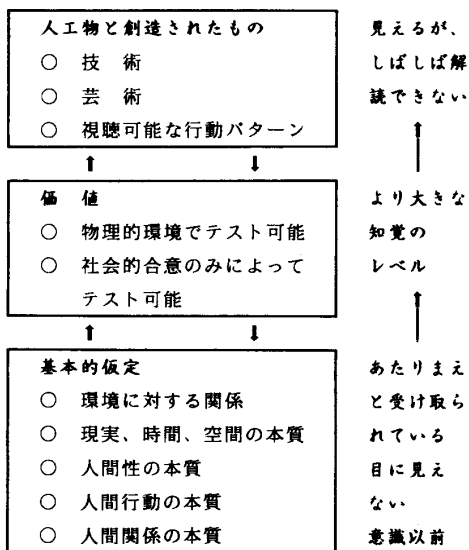 人工物と創造されたもの
○ 技 術
○ 芸 術
○ 視聴可能な行動パターン
見えるが、
しばしば解
読できない
価 値
○ 物理的環境でテスト可能
○ 社会的合意のみによって
テスト可能
より大きな
知覚の
レベル
基本的仮定
○ 環境に対する関係
○ 現実、時間、空間の本質
○ 人間性の本質
○ 人間行動の本質
○ 人間関係の本質
あたりまえ
と受け取ら
れている
目に見え
ない
意識以前